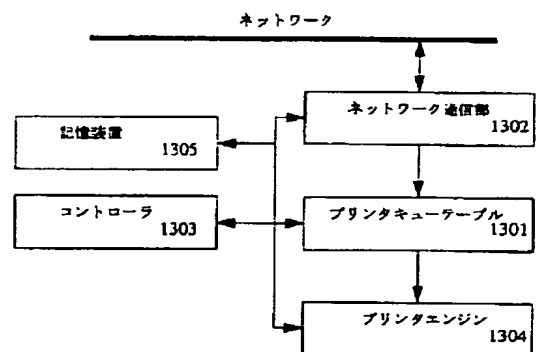 ネットワーク
ネットワーク通信部
1302
記憶装置
1305
コントローラ
1303
プリンタキューテーブル
1301
プリンタエンジン
1304